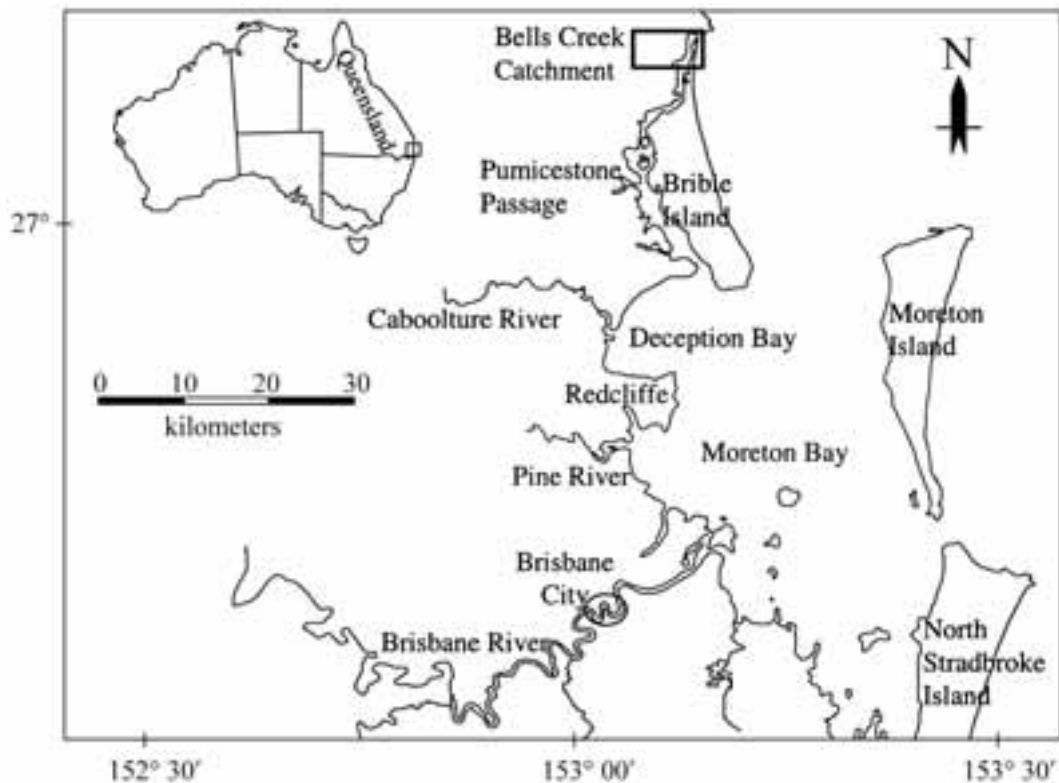 Bells Creek
Catchment
N
Queensland
Pumicestone
Passage
Brible
Island
27°
Caboolture River
Deception Bay
Moreton
Island
0 10 20 30
kilometers
Redcliffe
Moreton Bay
Pine River
Brisbane
City
Brisbane River
North
Stradbroke
Island
152° 30' 153° 00' 153° 30'